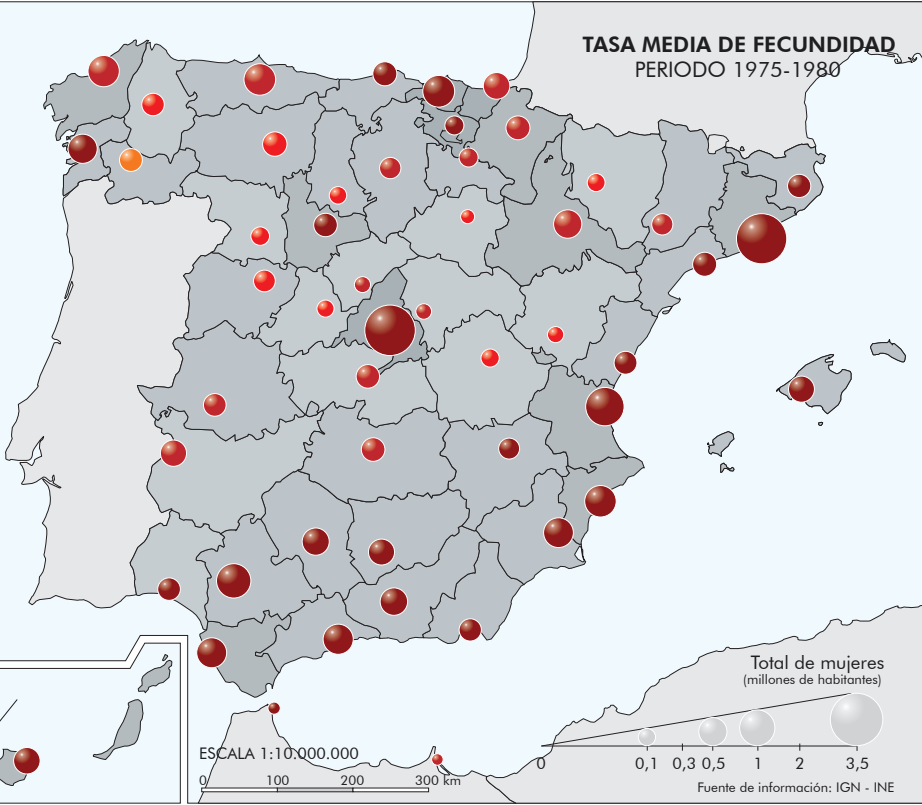 TASA MEDIA DE FECUNDIDAD
PERIODO 1975-1980
Total de mujeres
(millones de habitantes)
0 0,1 0,3 0,5 1 2 3,5
Fuente de información: IGN - INE
ESCALA 1:10.000.000
0 100 200 300 km